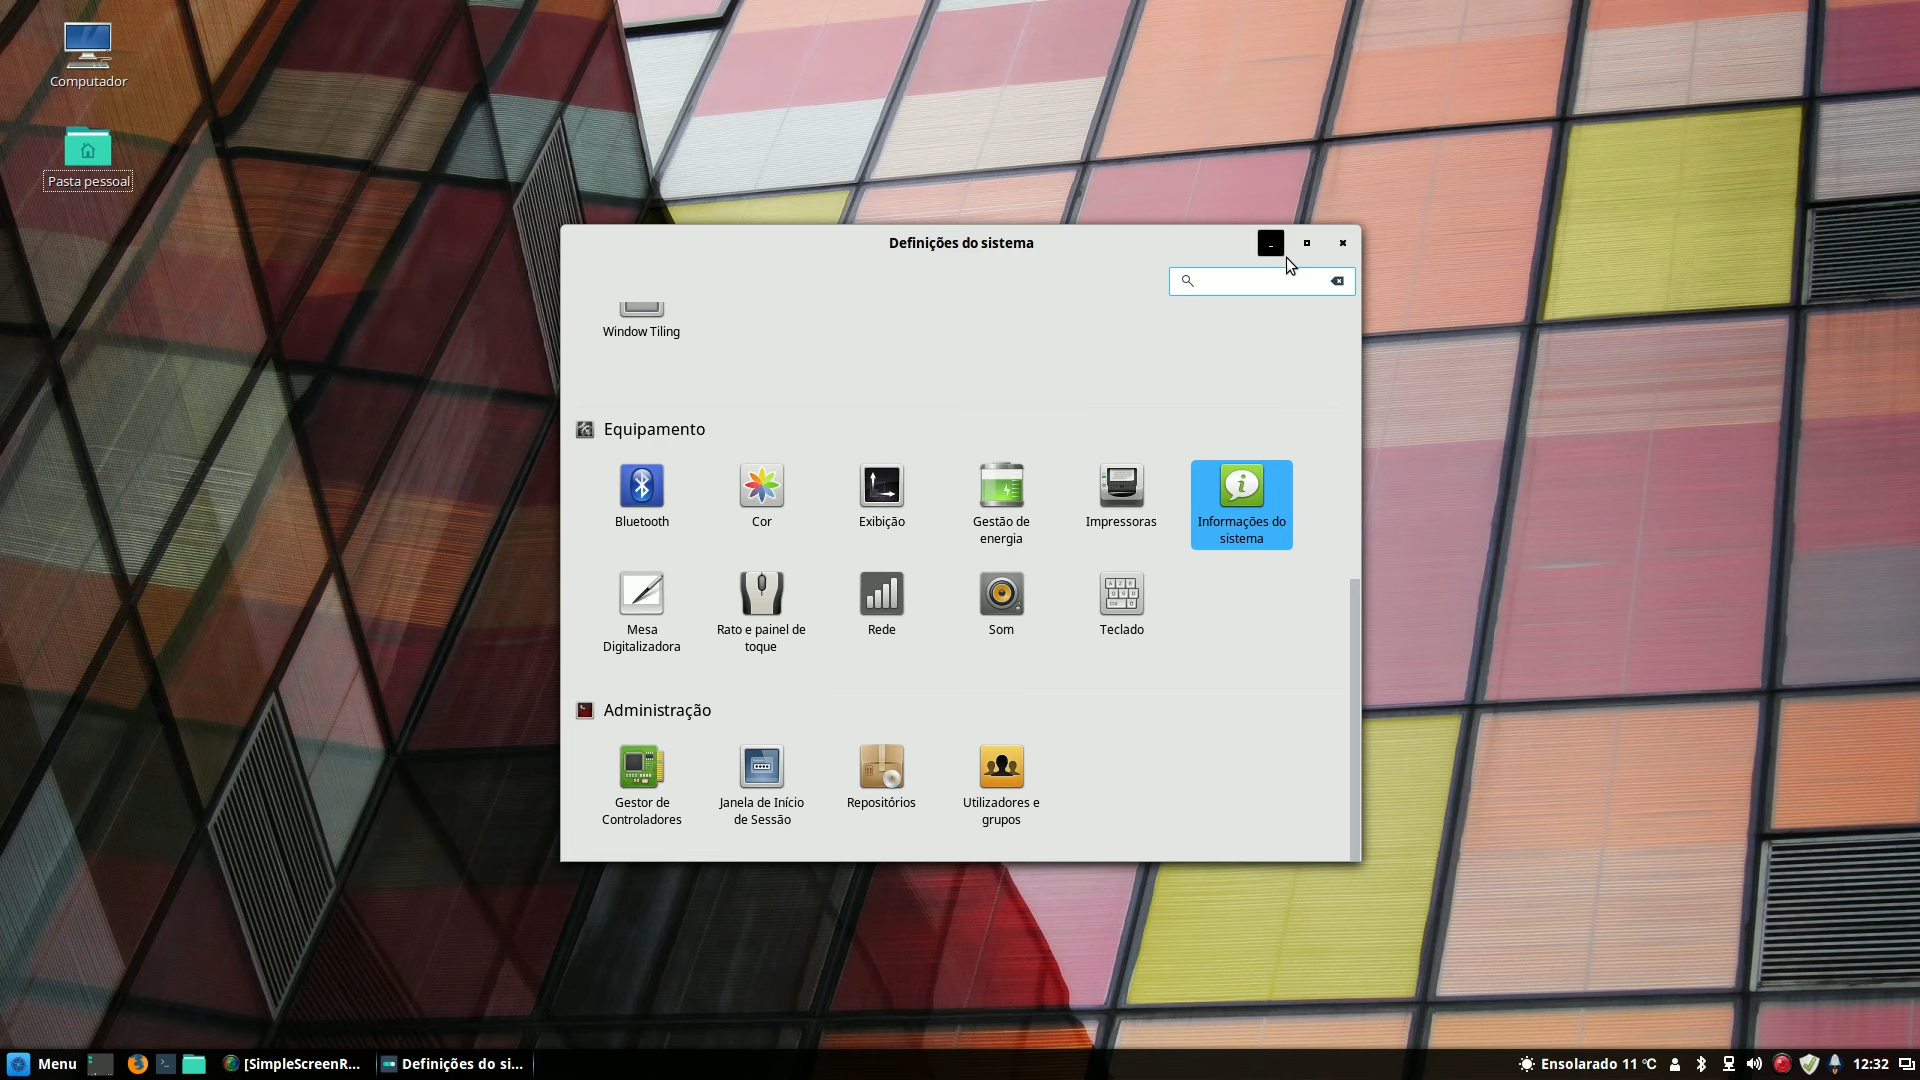 Computador
Pasta pessoal
Definições do sistema
Window Tiling
Equipamento
Bluetooth
Cor
Exibição
Gestão de
energia
Impressoras
Informações do
sistema
Mesa
Digitalizadora
Rato e painel de
toque
Rede
Som
Teclado
Administração
Gestor de
Controladores
Janela de Início
de Sessão
Repositórios
Utilizadores e
grupos
Menu
[SimpleScreenR...
Definições do si...
Ensolarado 11 ℃
12:32